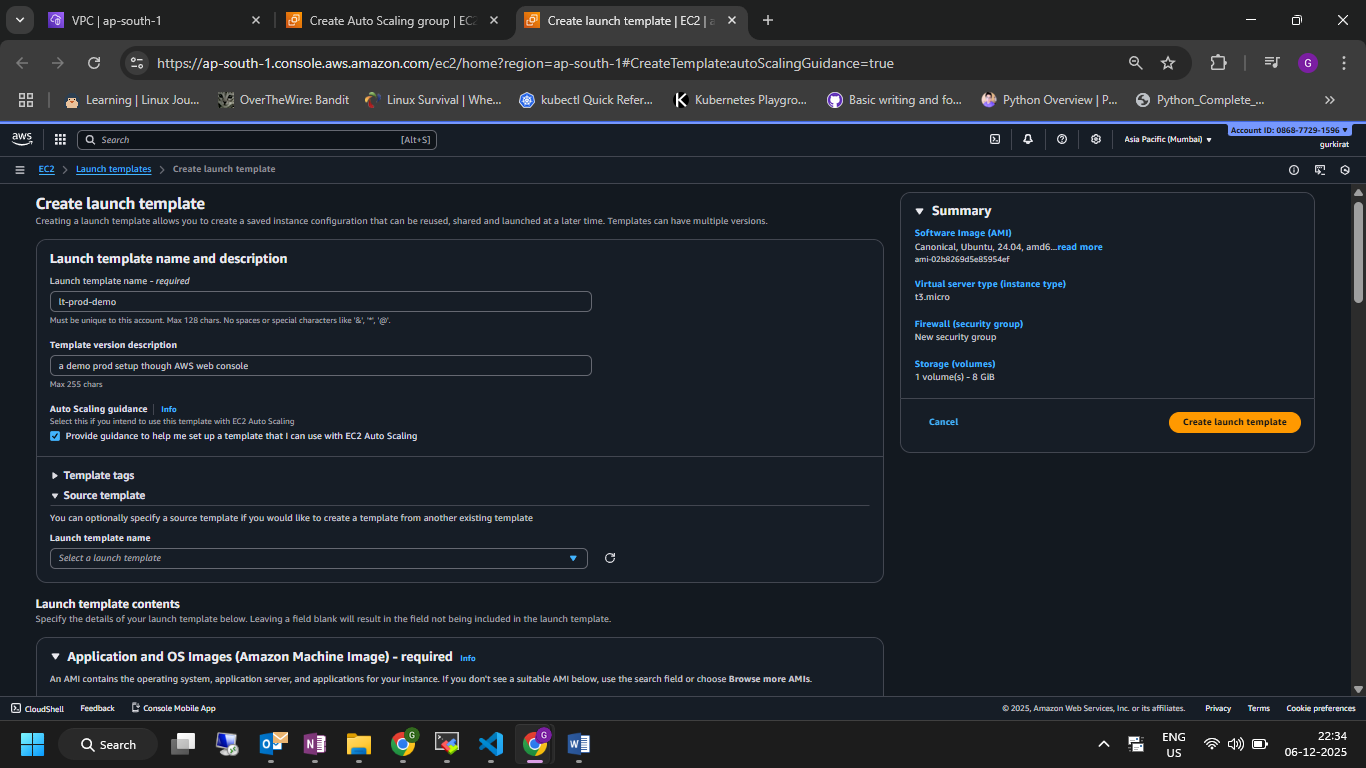 VPC | ap-south-1
Create Auto Scaling group | EC2
Create launch template | EC2 | a
https://ap-south-1.console.aws.amazon.com/ec2/home?region=ap-south-1#CreateTemplate:autoScalingGuidance=true
G
Learning | Linux Jou...
OverTheWire: Bandit
Linux Survival | Whe...
kubectl Quick Refer...
Kubernetes Playgro...
Basic writing and fo...
Python Overview | P...
Python_Complete_...
aws
Search
[Alt+S]
Asia Pacific (Mumbai)
Account ID: 0868-7729-1596
gurkirat
EC2
Launch templates
Create launch template
Create launch template
Creating a launch template allows you to create a saved instance configuration that can be reused, shared and launched at a later time. Templates can have multiple versions.
Launch template name and description
Launch template name - required
lt-prod-demo
Must be unique to this account. Max 128 chars. No spaces or special characters like '&', '*', '@'.
Template version description
a demo prod setup though AWS web console
Max 255 chars
Auto Scaling guidance
Info
Select this if you intend to use this template with EC2 Auto Scaling
Provide guidance to help me set up a template that I can use with EC2 Auto Scaling
Template tags
Source template
You can optionally specify a source template if you would like to create a template from another existing template
Launch template name
Select a launch template
Launch template contents
Specify the details of your launch template below. Leaving a field blank will result in the field not being included in the launch template.
Application and OS Images (Amazon Machine Image) - required
Info
An AMI contains the operating system, application server, and applications for your instance. If you don't see a suitable AMI below, use the search field or choose Browse more AMIs.
Summary
Software Image (AMI)
Canonical, Ubuntu, 24.04, amd6...read more
ami-02b8269d5e85954ef
Virtual server type (instance type)
t3.micro
Firewall (security group)
New security group
Storage (volumes)
1 volume(s) - 8 GiB
Cancel
Create launch template
CloudShell
Feedback
Console Mobile App
© 2025, Amazon Web Services, Inc. or its affiliates.
Privacy
Terms
Cookie preferences
Search
G
G
ENG
US
22:34
06-12-2025